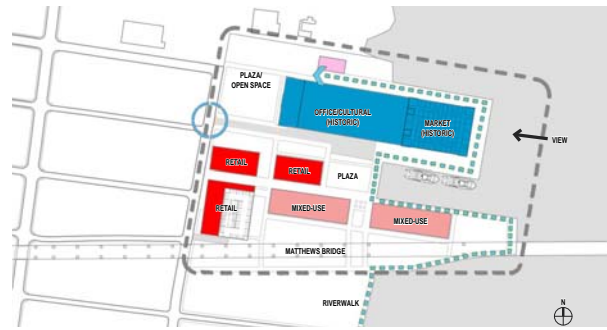 PLAZA/
OPEN SPACE
OFFICE/CULTURAL
(HISTORIC)
MARKET
(HISTORIC)
VIEW
RETAIL
RETAIL
PLAZA
RETAIL
MIXED-USE
MIXED-USE
MATTHEWS BRIDGE
RIVERWALK
N